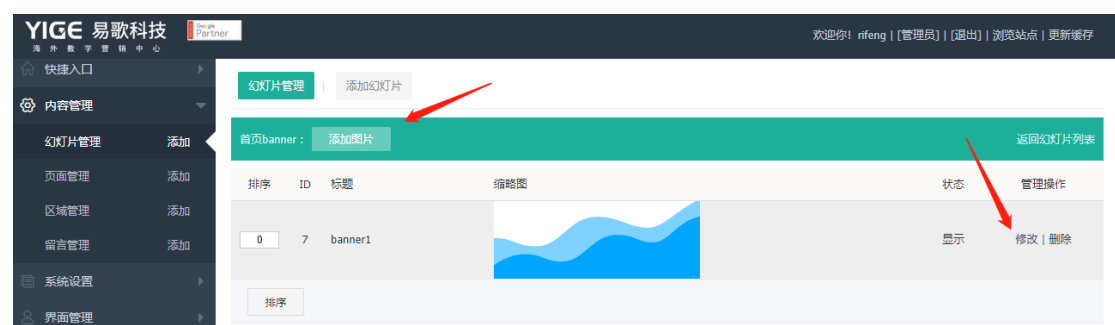 YIGE 易歌科技
海外数字营销中心
Google Partner
欢迎你! rifeng | [管理员] | [退出] | 浏览站点 | 更新缓存
快捷入口
内容管理
幻灯片管理 添加
页面管理 添加
区域管理 添加
留言管理 添加
系统设置
界面管理
幻灯片管理 | 添加幻灯片
首页banner： 添加图片 返回幻灯片列表
排序 ID 标题 缩略图 状态 管理操作
0 7 banner1 显示 修改 | 删除
排序